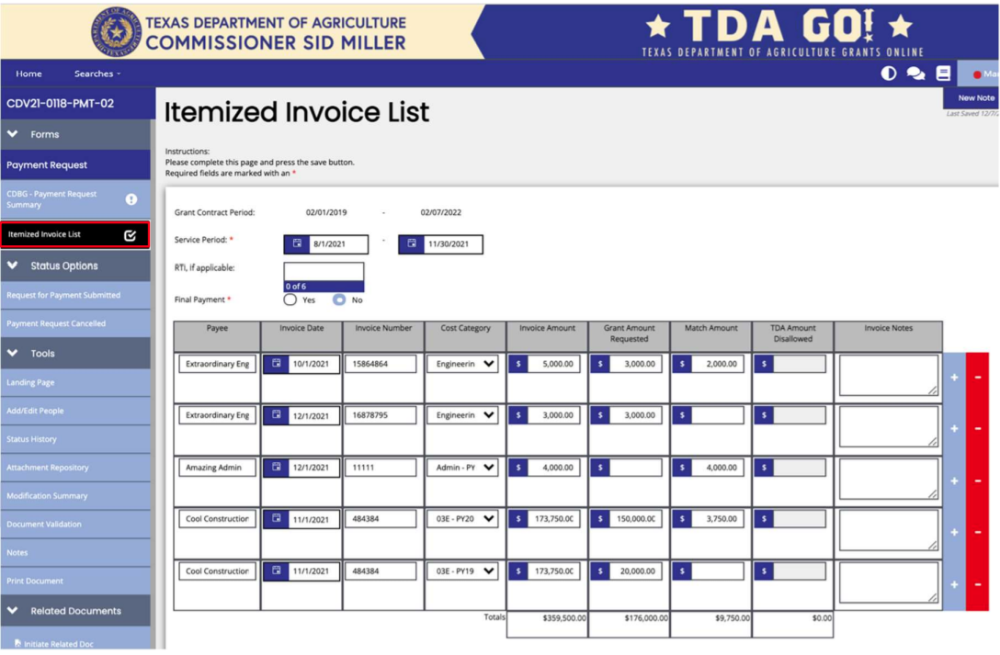 TEXAS DEPARTMENT OF AGRICULTURE
COMMISSIONER SID MILLER
TDA GO!
TEXAS DEPARTMENT OF AGRICULTURE GRANTS ONLINE
Home Searches
CDV21-0118-PMT-02
New Note
Forms
Payment Request
CDBG - Payment Request
Summary
Itemized Invoice List
Status Options
Request for Payment Submitted
Payment Request Cancelled
Tools
Landing Page
Add/Edit People
Status History
Attachment Repository
Modification Summary
Document Validation
Notes
Print Document
Related Documents
Initiate Related Doc
Itemized Invoice List
Last Saved
Instructions:
Please complete this page and press the save button.
Required fields are marked with an *
Grant Contract Period: 02/01/2019 - 02/07/2022
Service Period: * 8/1/2021 - 11/30/2021
RTI, if applicable:
0 of 6
Final Payment * Yes No
Payee Invoice Date Invoice Number Cost Category Invoice Amount Grant Amount Requested Match Amount TDA Amount Disallowed Invoice Notes
Extraordinary Eng 10/1/2021 15864864 Engineerin $ 5,000.00 $ 3,000.00 $ 2,000.00 $ + -
Extraordinary Eng 12/1/2021 16878795 Engineerin $ 3,000.00 $ 3,000.00 $ $ + -
Amazing Admin 12/1/2021 11111 Admin - PY $ 4,000.00 $ $ 4,000.00 $ + -
Cool Construction 11/1/2021 484384 03E - PY20 $ 173,750.0 $ 150,000.0 $ 3,750.00 $ + -
Cool Construction 11/1/2021 484384 03E - PY19 $ 173,750.0 $ 20,000.00 $ $ + -
Totals $359,500.00 $176,000.00 $9,750.00 $0.00